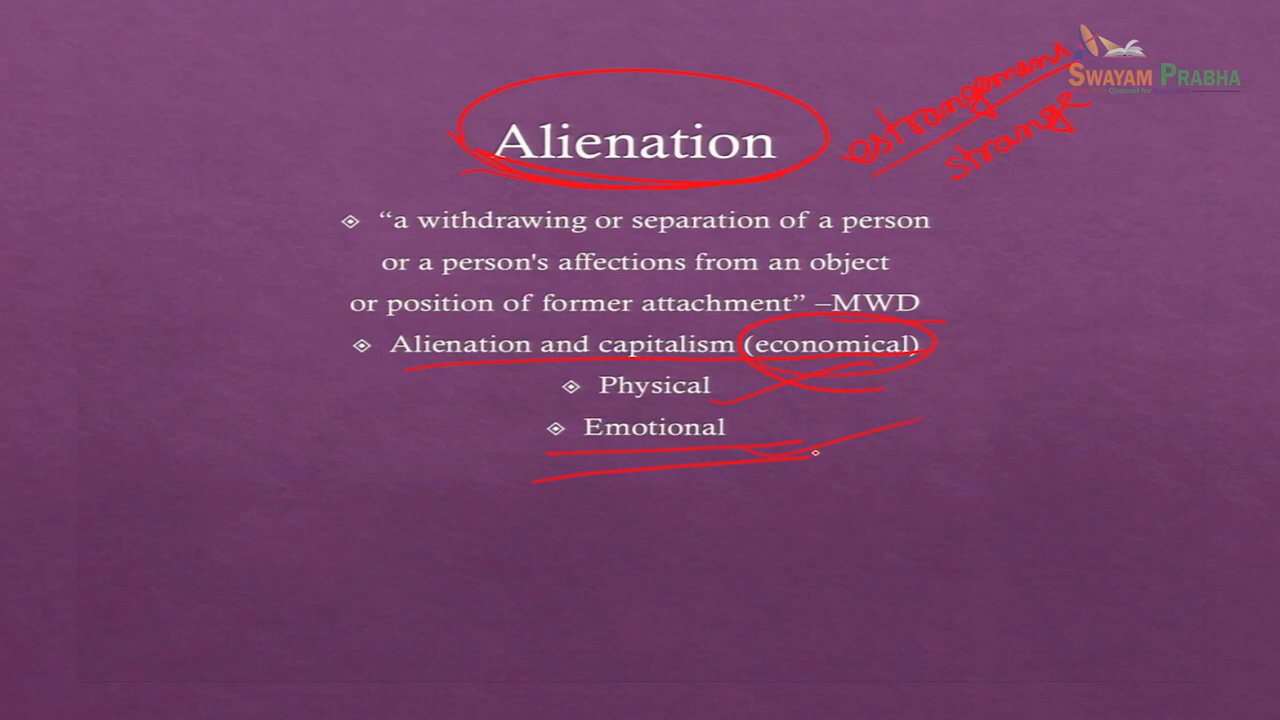 SWAYAM PRABHA
estrangement
strange
Alienation
“a withdrawing or separation of a person
or a person's affections from an object
or position of former attachment” –MWD
Alienation and capitalism (economical)
Physical
Emotional